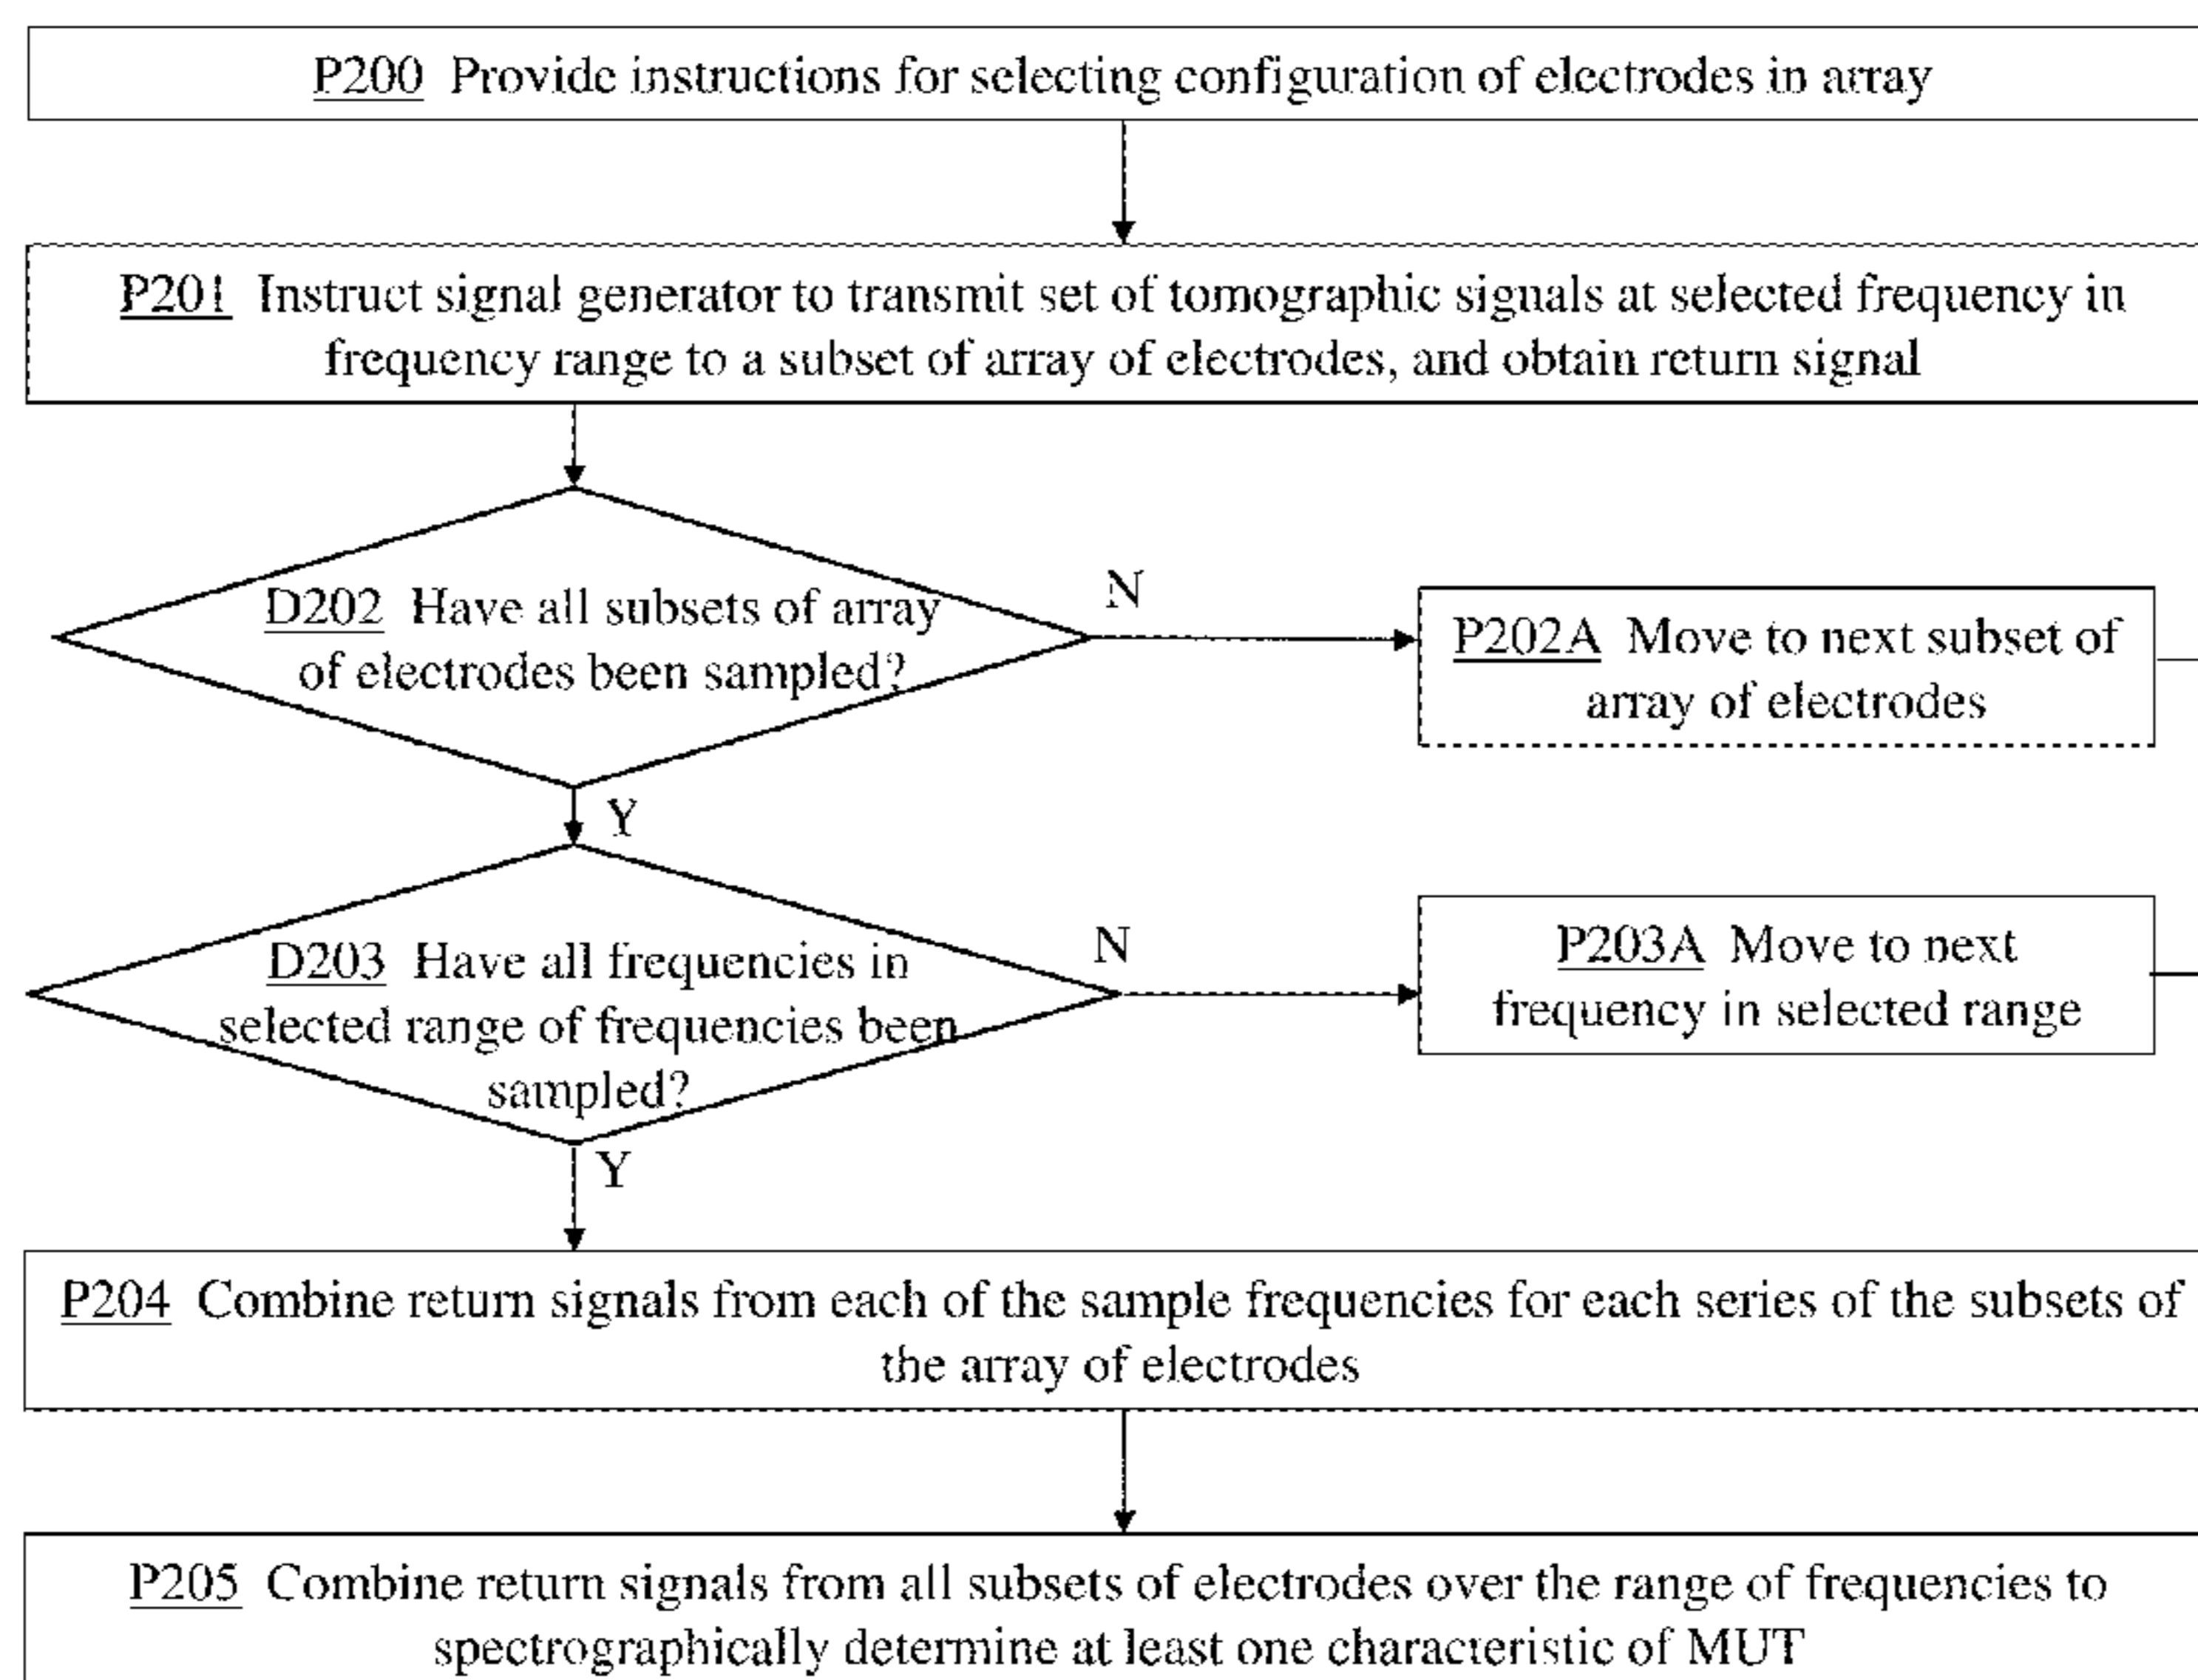 P200 Provide instructions for selecting configuration of electrodes in array
P201 Instruct signal generator to transmit set of tomographic signals at selected frequency in
frequency range to a subset of array of electrodes, and obtain return signal
D202 Have all subsets of array
of electrodes been sampled?
N
P202A Move to next subset of
array of electrodes
Y
D203 Have all frequencies in
selected range of frequencies been
sampled?
N
P203A Move to next
frequency in selected range
Y
P204 Combine return signals from each of the sample frequencies for each series of the subsets of
the array of electrodes
P205 Combine return signals from all subsets of electrodes over the range of frequencies to
spectrographically determine at least one characteristic of MUT